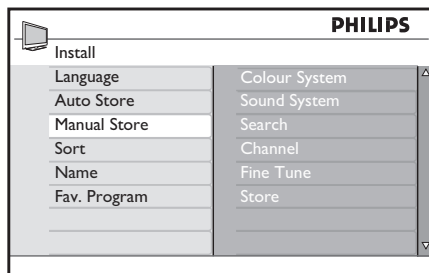 PHILIPS
Install
Language
Auto Store
Manual Store
Sort
Name
Fav. Program
Colour System
Sound System
Search
Channel
Fine Tune
Store